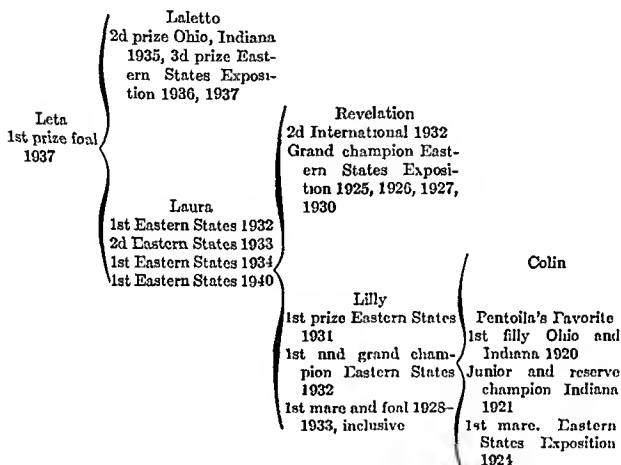 Laletto
2d prize Ohio, Indiana
1935, 3d prize East-
ern States Exposi-
tion 1936, 1937
Leta
1st prize foal
1937
Revelation
2d International 1932
Grand champion East-
ern States Exposi-
tion 1925, 1926, 1927,
1930
Laura
1st Eastern States 1932
2d Eastern States 1933
1st Eastern States 1934
1st Eastern States 1940
Colin
Lilly
1st prize Eastern States
1931
1st and grand cham-
pion Eastern States
1932
1st mare and foal 1928–
1933, inclusive
Pentoila's Favorite
1st filly Ohio and
Indiana 1920
Junior and reserve
champion Indiana
1921
1st mare, Eastern
States Exposition
1924